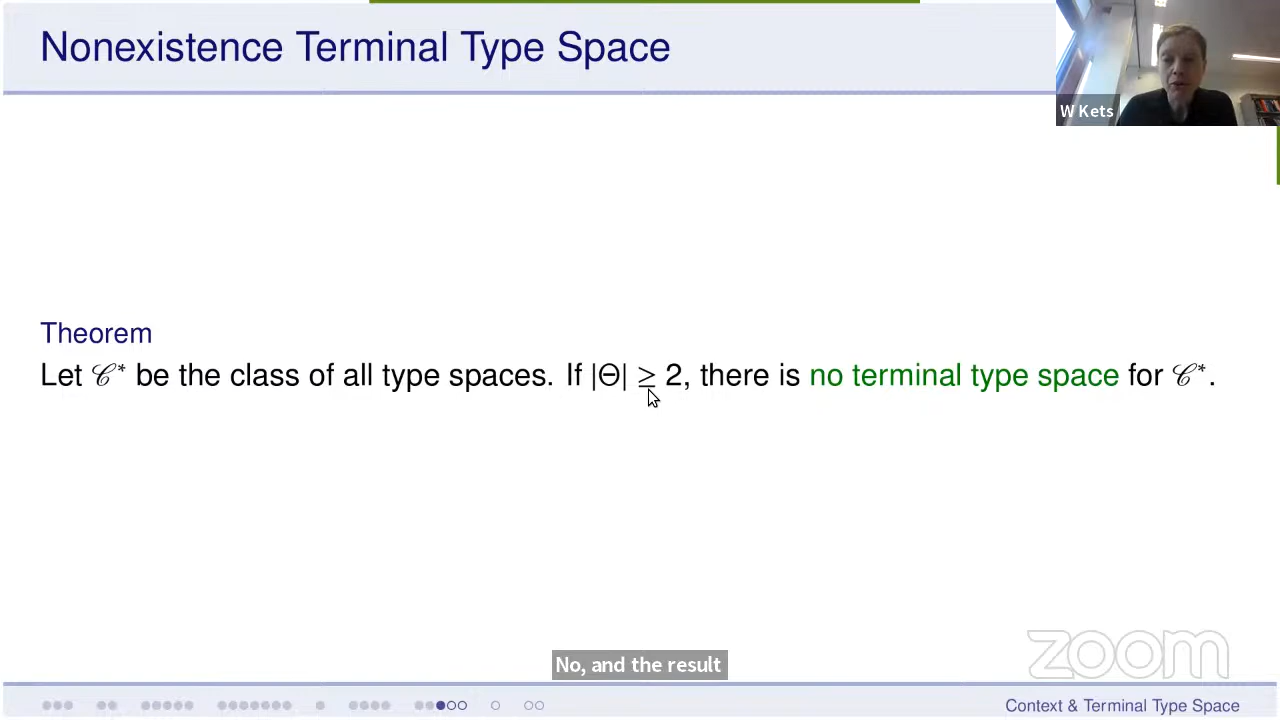 Nonexistence Terminal Type Space
W Kets
Theorem
Let 𝒞* be the class of all type spaces. If |Θ| ≥ 2, there is no terminal type space for 𝒞*.
zoom
No, and the result
Context & Terminal Type Space